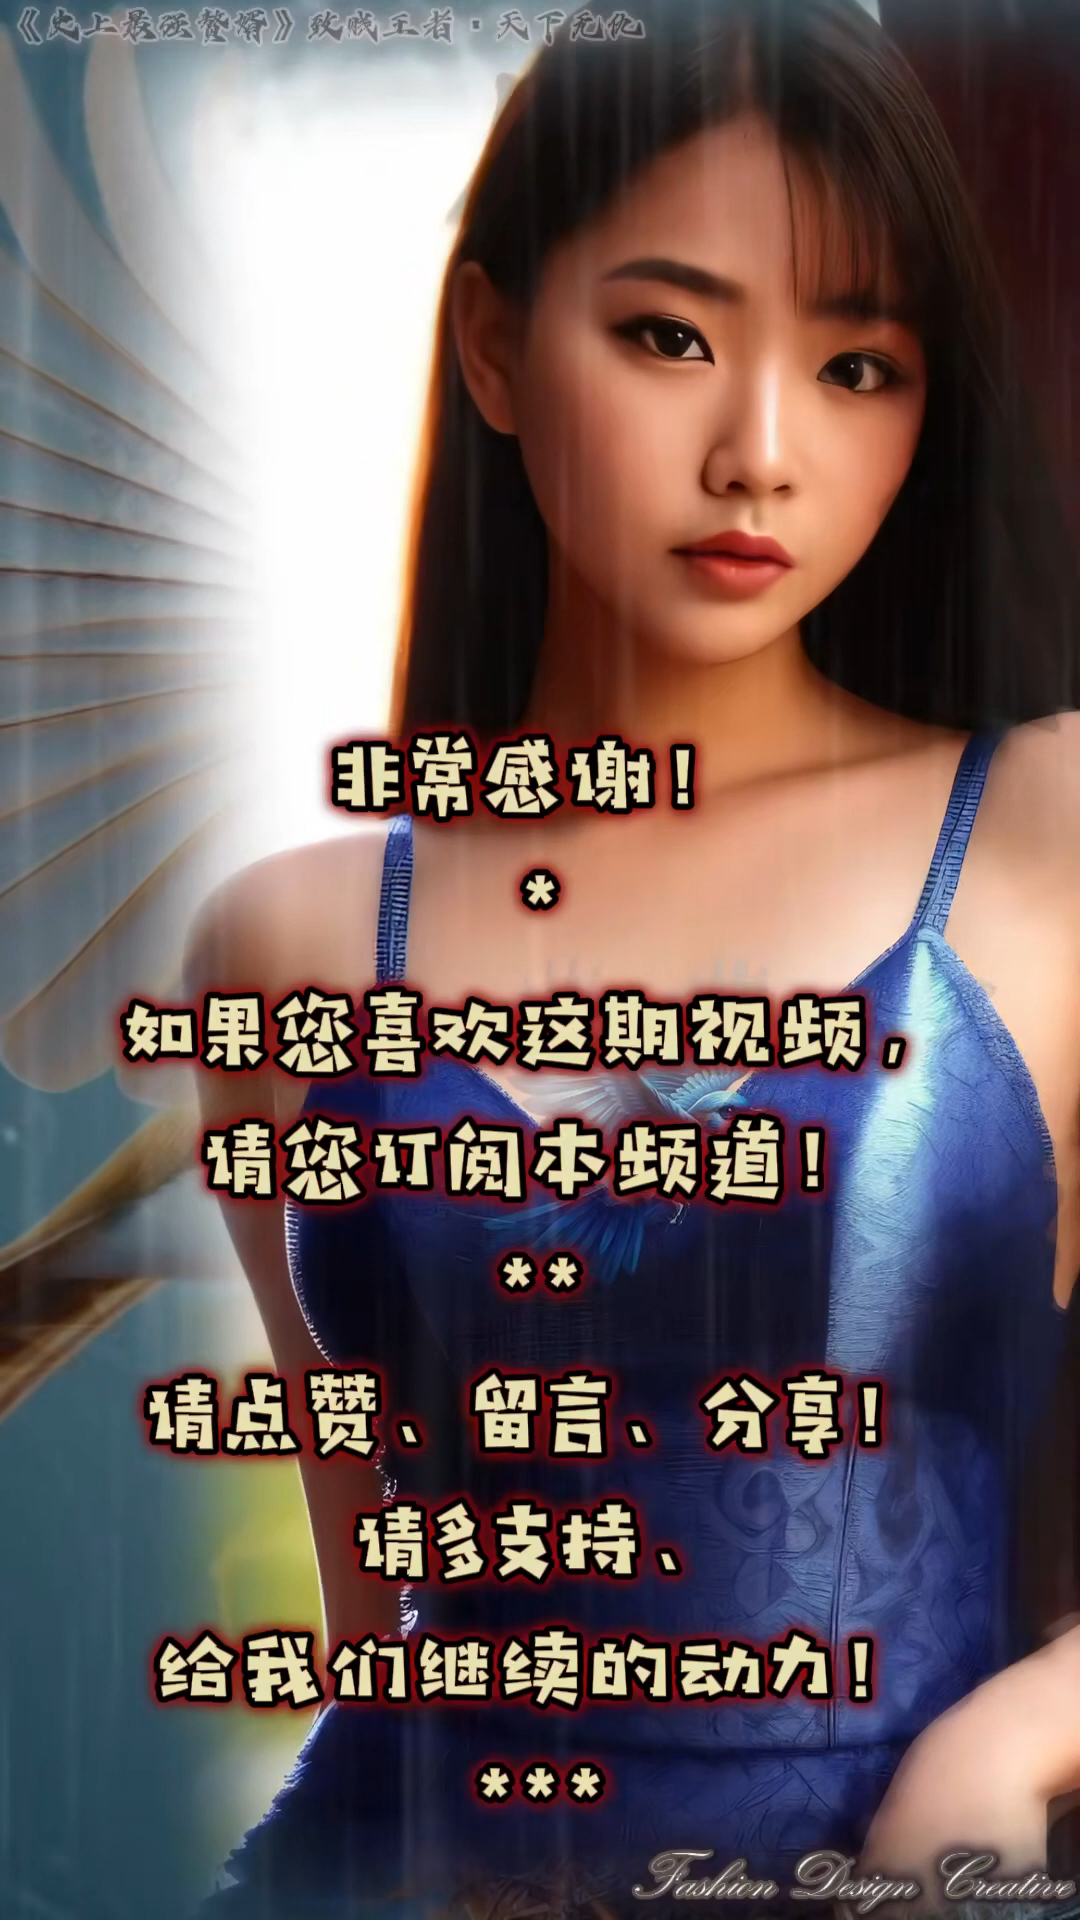 《史上最强赘婿》致贱王者·天下无仇
非常感谢！
*
如果您喜欢这期视频，
请您订阅本频道！
**
请点赞、留言、分享！
请多支持、
给我们继续的动力！
***
Fashion Design Creative